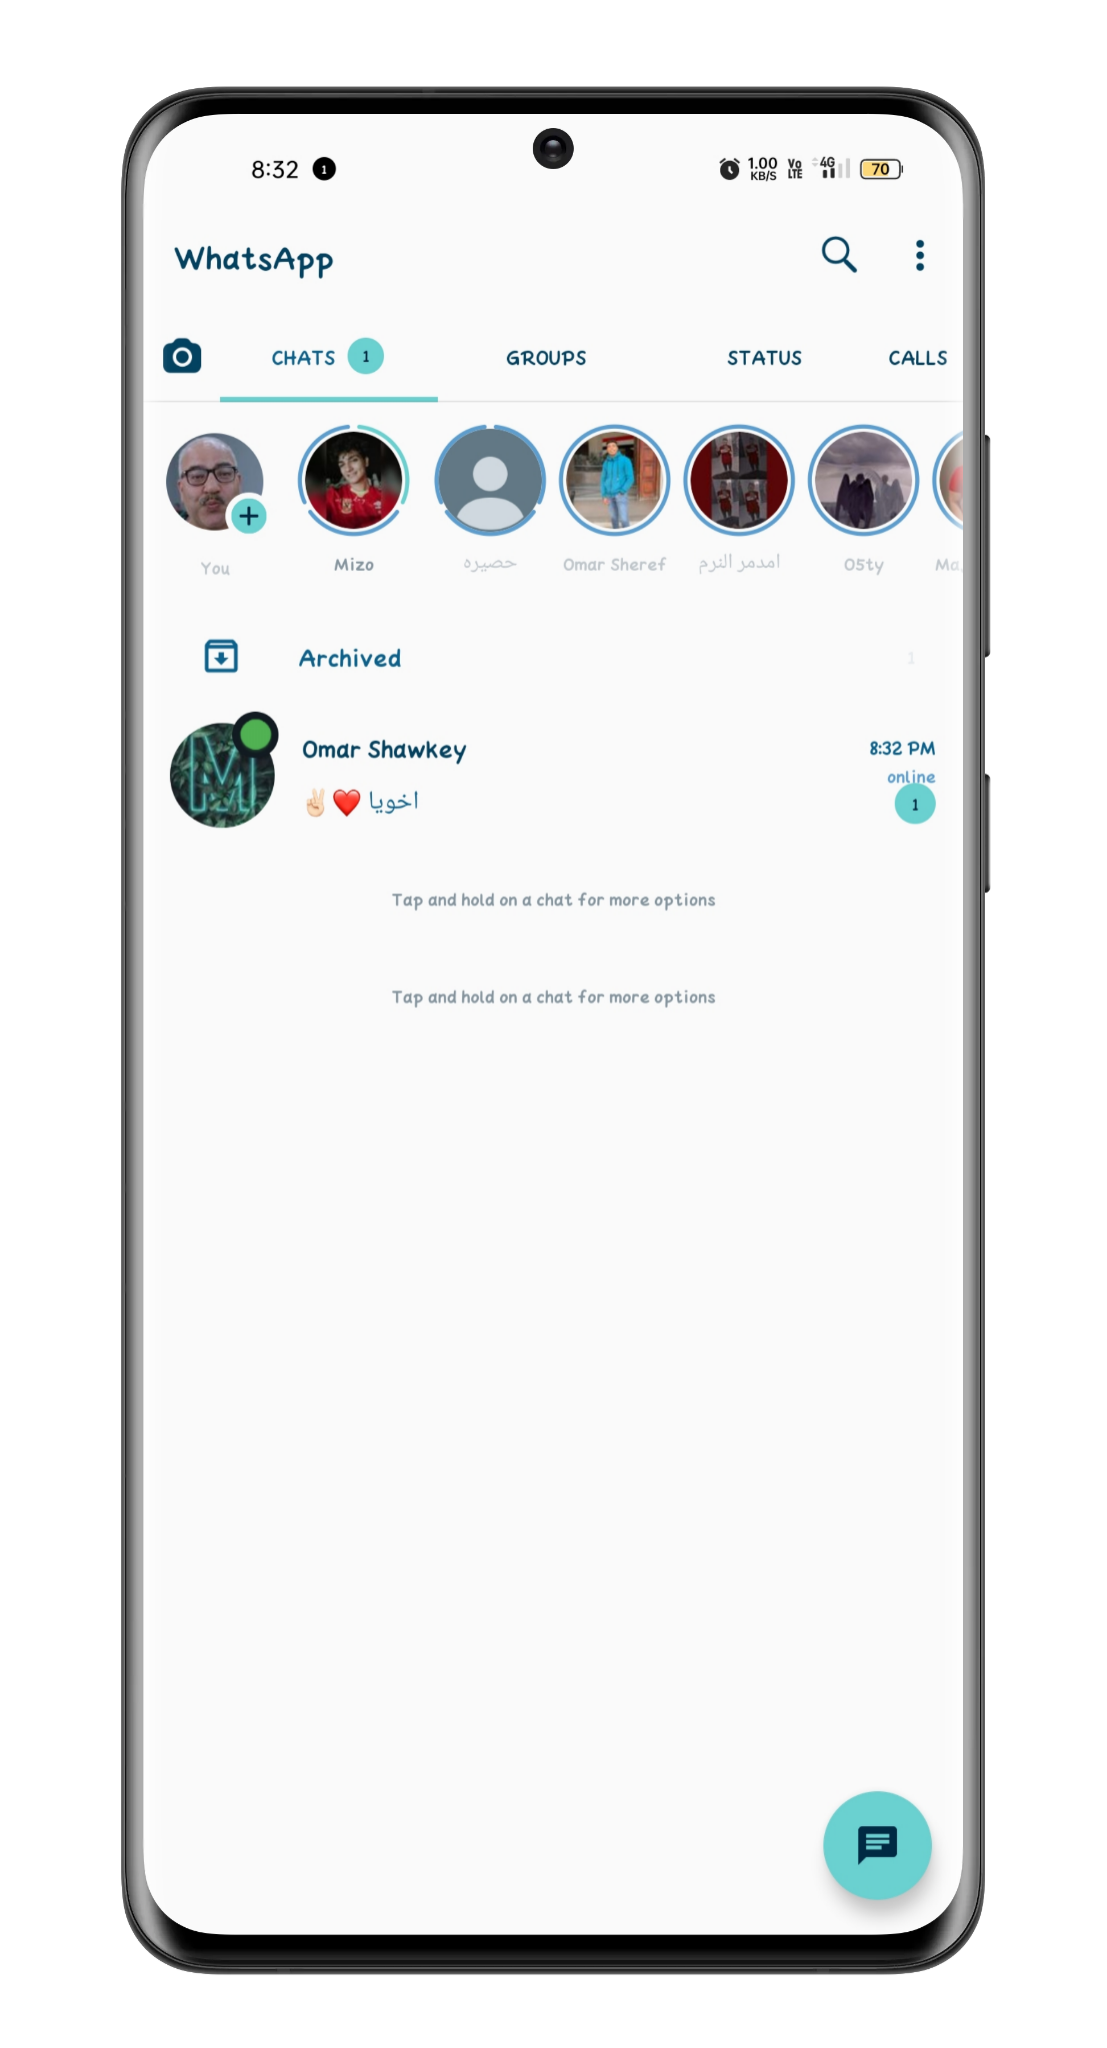 8:32 1 1.00 KB/S Vo LTE 4G 70
WhatsApp
CHATS 1 GROUPS STATUS CALLS
You Mizo حصيره Omar Sheref امدمر النرم O5ty Ma
Archived 1
Omar Shawkey 8:32 PM
online
اخويا ❤️✌🏻 1
Tap and hold on a chat for more options
Tap and hold on a chat for more options